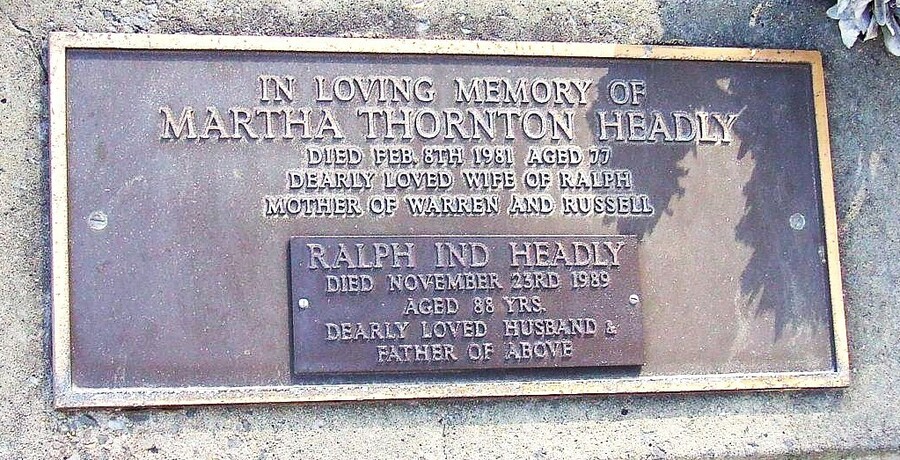 IN LOVING MEMORY OF
MARTHA THORNTON HEADLY
DIED FEB. 8TH 1981 AGED 77
DEARLY LOVED WIFE OF RALPH
MOTHER OF WARREN AND RUSSELL
RALPH IND HEADLY
DIED NOVEMBER 23RD 1989
AGED 88 YRS.
DEARLY LOVED HUSBAND &
FATHER OF ABOVE